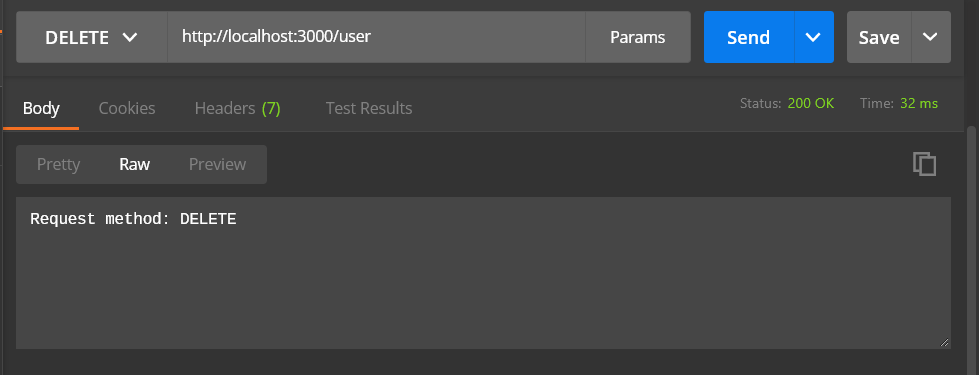 DELETE http://localhost:3000/user Params Send Save
Body Cookies Headers (7) Test Results Status: 200 OK Time: 32 ms
Pretty Raw Preview
Request method: DELETE